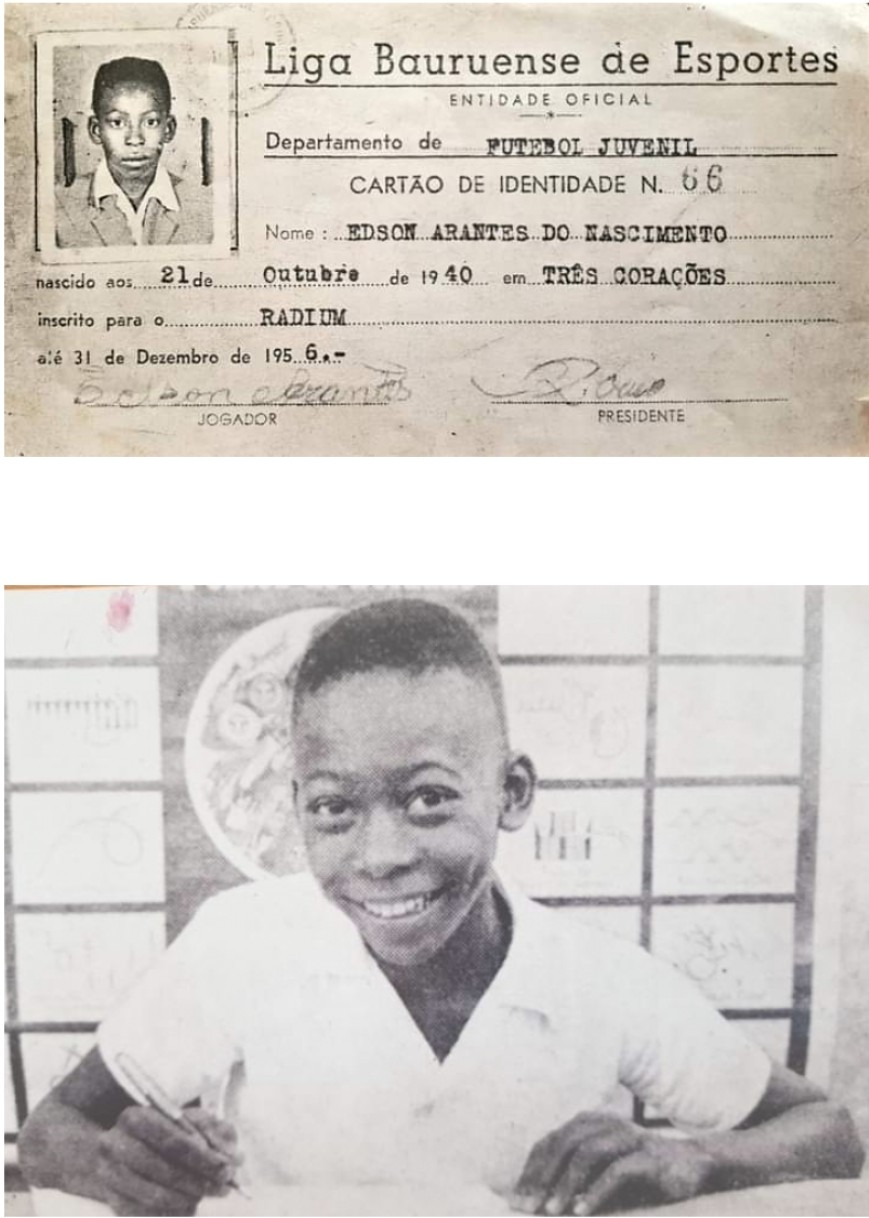 Liga Bauruense de Esportes
ENTIDADE OFICIAL
Departamento de FUTEBOL JUVENIL
CARTÃO DE IDENTIDADE N. 66
Nome : EDSON ARANTES DO NASCIMENTO
nascido aos 21 de Outubro de 1940 em TRÊS CORAÇÕES
inscrito para o RADIUM
até 31 de Dezembro de 1956.-
Edson Arantes
JOGADOR
PRESIDENTE